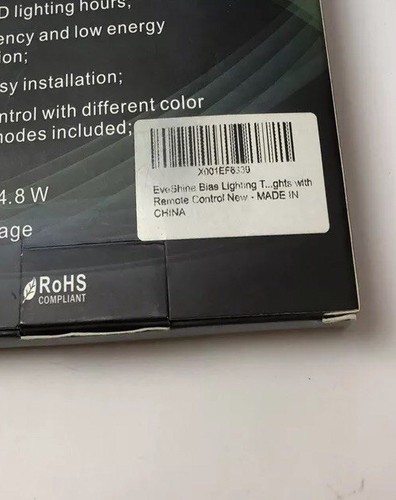 D lighting hours,
ency and low energy
ion;
sy installation;
ntrol with different color
modes included;
4.8 W
age
EveShine Bias Lighting T...ghts with
Remote Control New - MADE IN
CHINA
RoHS
COMPLIANT